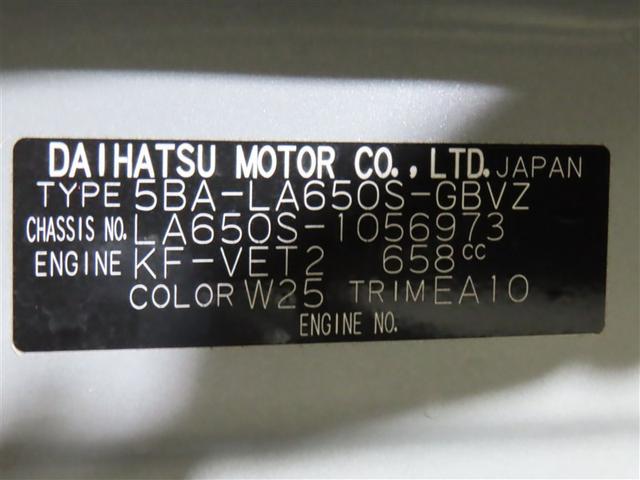 DAIHATSU MOTOR CO., LTD. JAPAN
TYPE 5BA-LA650S-GBVZ
CHASSIS NO. LA650S-1056973
ENGINE KF-VET2 658cc
COLOR W25 TRIM EA10
ENGINE NO.